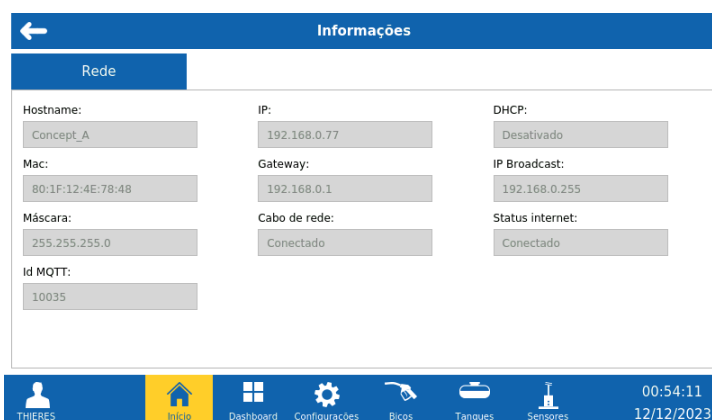 Informações
Rede
Hostname: IP: DHCP:
Concept_A 192.168.0.77 Desativado
Mac: Gateway: IP Broadcast:
80:1F:12:4E:78:48 192.168.0.1 192.168.0.255
Máscara: Cabo de rede: Status internet:
255.255.255.0 Conectado Conectado
Id MQTT:
10035
00:54:11
THIERES Início Dashboard Configurações Bicos Tanques Sensores 12/12/2023